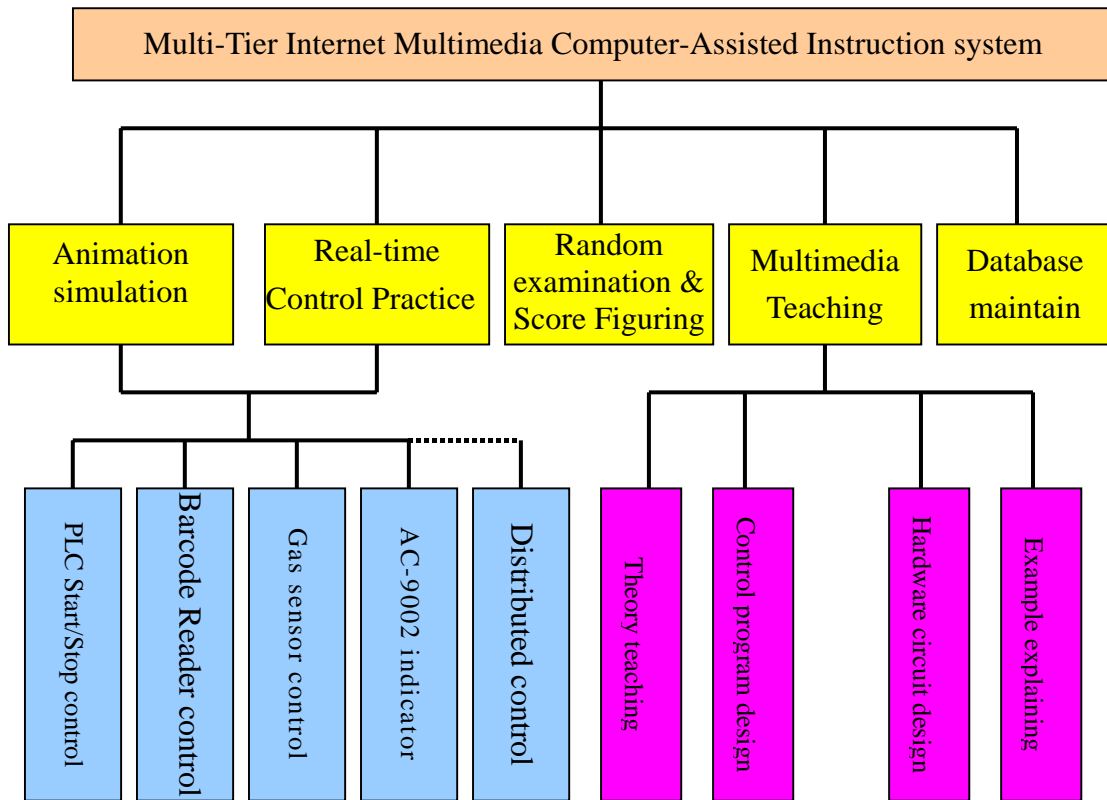 Multi-Tier Internet Multimedia Computer-Assisted Instruction system
Animation
simulation
Real-time
Control Practice
Random
examination &
Score Figuring
Multimedia
Teaching
Database
maintain
PLC Start/Stop control
Barcode Reader control
Gas sensor control
AC-9002 indicator
Distributed control
Theory teaching
Control program design
Hardware circuit design
Example explaining